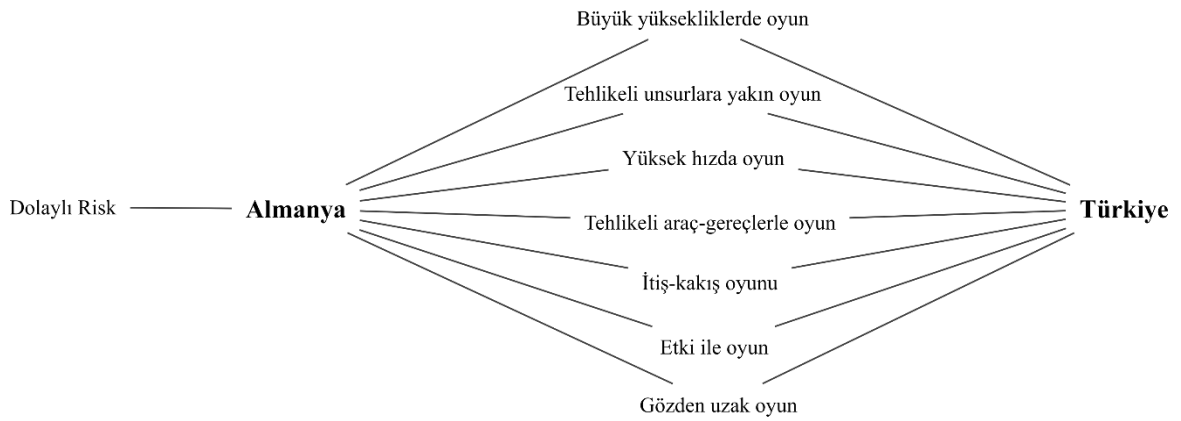 Büyük yüksekliklerde oyun
Tehlikeli unsurlara yakın oyun
Yüksek hızda oyun
Dolaylı Risk
Almanya
Türkiye
Tehlikeli araç-gereçlerle oyun
İtiş-kakış oyunu
Etki ile oyun
Gözden uzak oyun